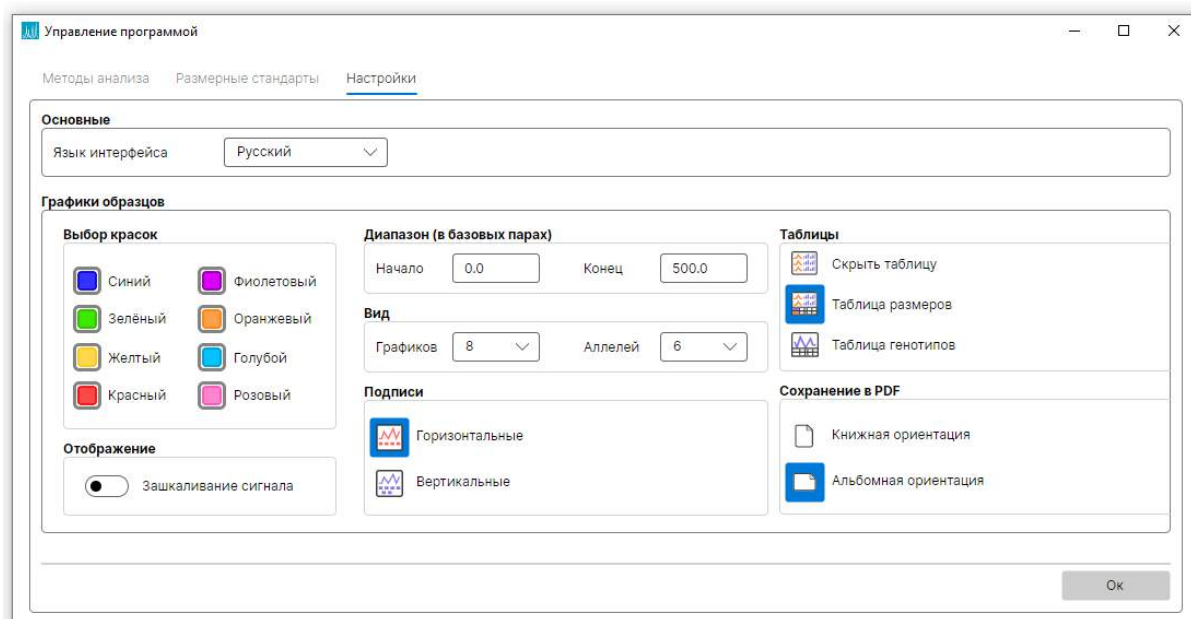 Управление программой
Методы анализа Размерные стандарты Настройки
Основные
Язык интерфейса Русский
Графики образцов
Выбор красок
Синий Фиолетовый
Зелёный Оранжевый
Желтый Голубой
Красный Розовый
Отображение
Зашкаливание сигнала
Диапазон (в базовых парах)
Начало 0.0 Конец 500.0
Вид
Графиков 8 Аллелей 6
Подписи
Горизонтальные
Вертикальные
Таблицы
Скрыть таблицу
Таблица размеров
Таблица генотипов
Сохранение в PDF
Книжная ориентация
Альбомная ориентация
Ок